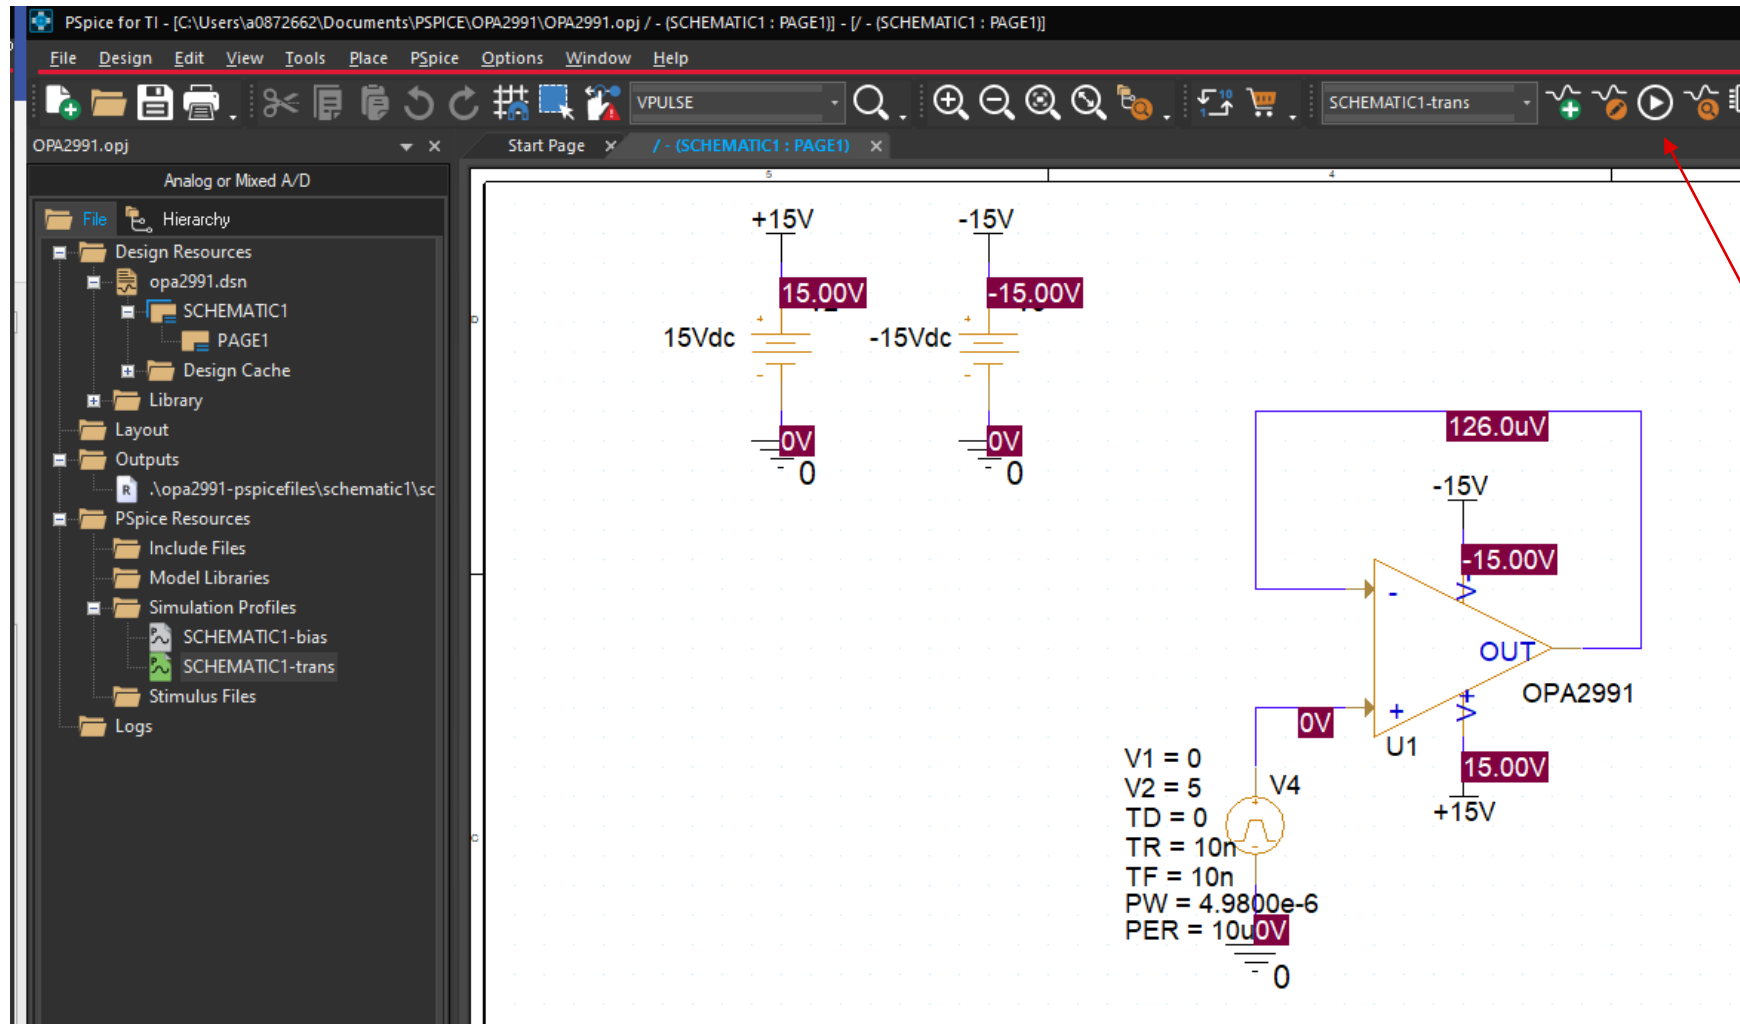 PSpice for TI - [C:\Users\a0872662\Documents\PSPICE\OPA2991\OPA2991.opj / - (SCHEMATIC1 : PAGE1)] - [/ - (SCHEMATIC1 : PAGE1)]
File Design Edit View Tools Place PSpice Options Window Help
VPULSE
SCHEMATIC1-trans
OPA2991.opj
Start Page
/ - (SCHEMATIC1 : PAGE1)
Analog or Mixed A/D
File
Hierarchy
Design Resources
opa2991.dsn
SCHEMATIC1
PAGE1
Design Cache
Library
Layout
Outputs
.\opa2991-pspicefiles\schematic1\sc
PSpice Resources
Include Files
Model Libraries
Simulation Profiles
SCHEMATIC1-bias
SCHEMATIC1-trans
Stimulus Files
Logs
5
4
D
C
+15V
15.00V
15Vdc
+
-
0V
0
-15V
-15.00V
-15Vdc
+
-
0V
0
126.0uV
-15V
-15.00V
V-
-
OUT
OPA2991
+
V+
U1
0V
15.00V
+15V
V1 = 0
V2 = 5
TD = 0
TR = 10n
TF = 10n
PW = 4.9800e-6
PER = 10u
V4
0V
0